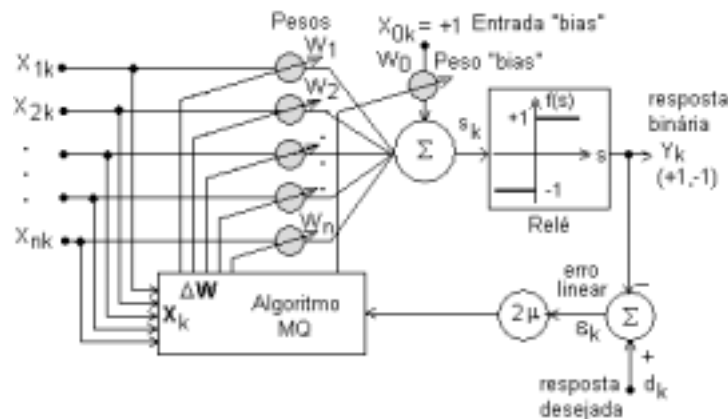 Pesos
X0k = +1 Entrada "bias"
W1
W0
Peso "bias"
X1k
W2
X2k
+1
f(s)
resposta
binária
sk
Σ
s
Yk
(+1,-1)
-1
Wn
Relé
Xnk
ΔW
erro
linear
Xk
Algoritmo
MQ
2μ
εk
Σ
−
+
dk
resposta
desejada